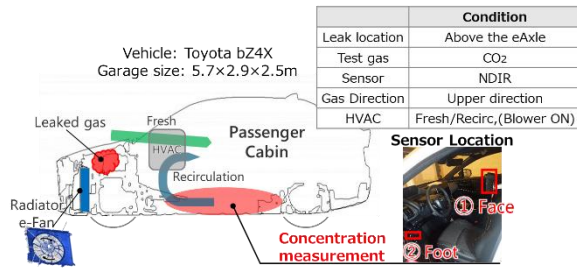 Condition
Leak location Above the eAxle
Test gas CO₂
Sensor NDIR
Gas Direction Upper direction
HVAC Fresh/Recirc,(Blower ON)
Vehicle: Toyota bZ4X
Garage size: 5.7×2.9×2.5m
Leaked gas
Fresh
HVAC
Passenger
Cabin
Recirculation
Radiator
e-Fan
Concentration
measurement
Sensor Location
① Face
② Foot